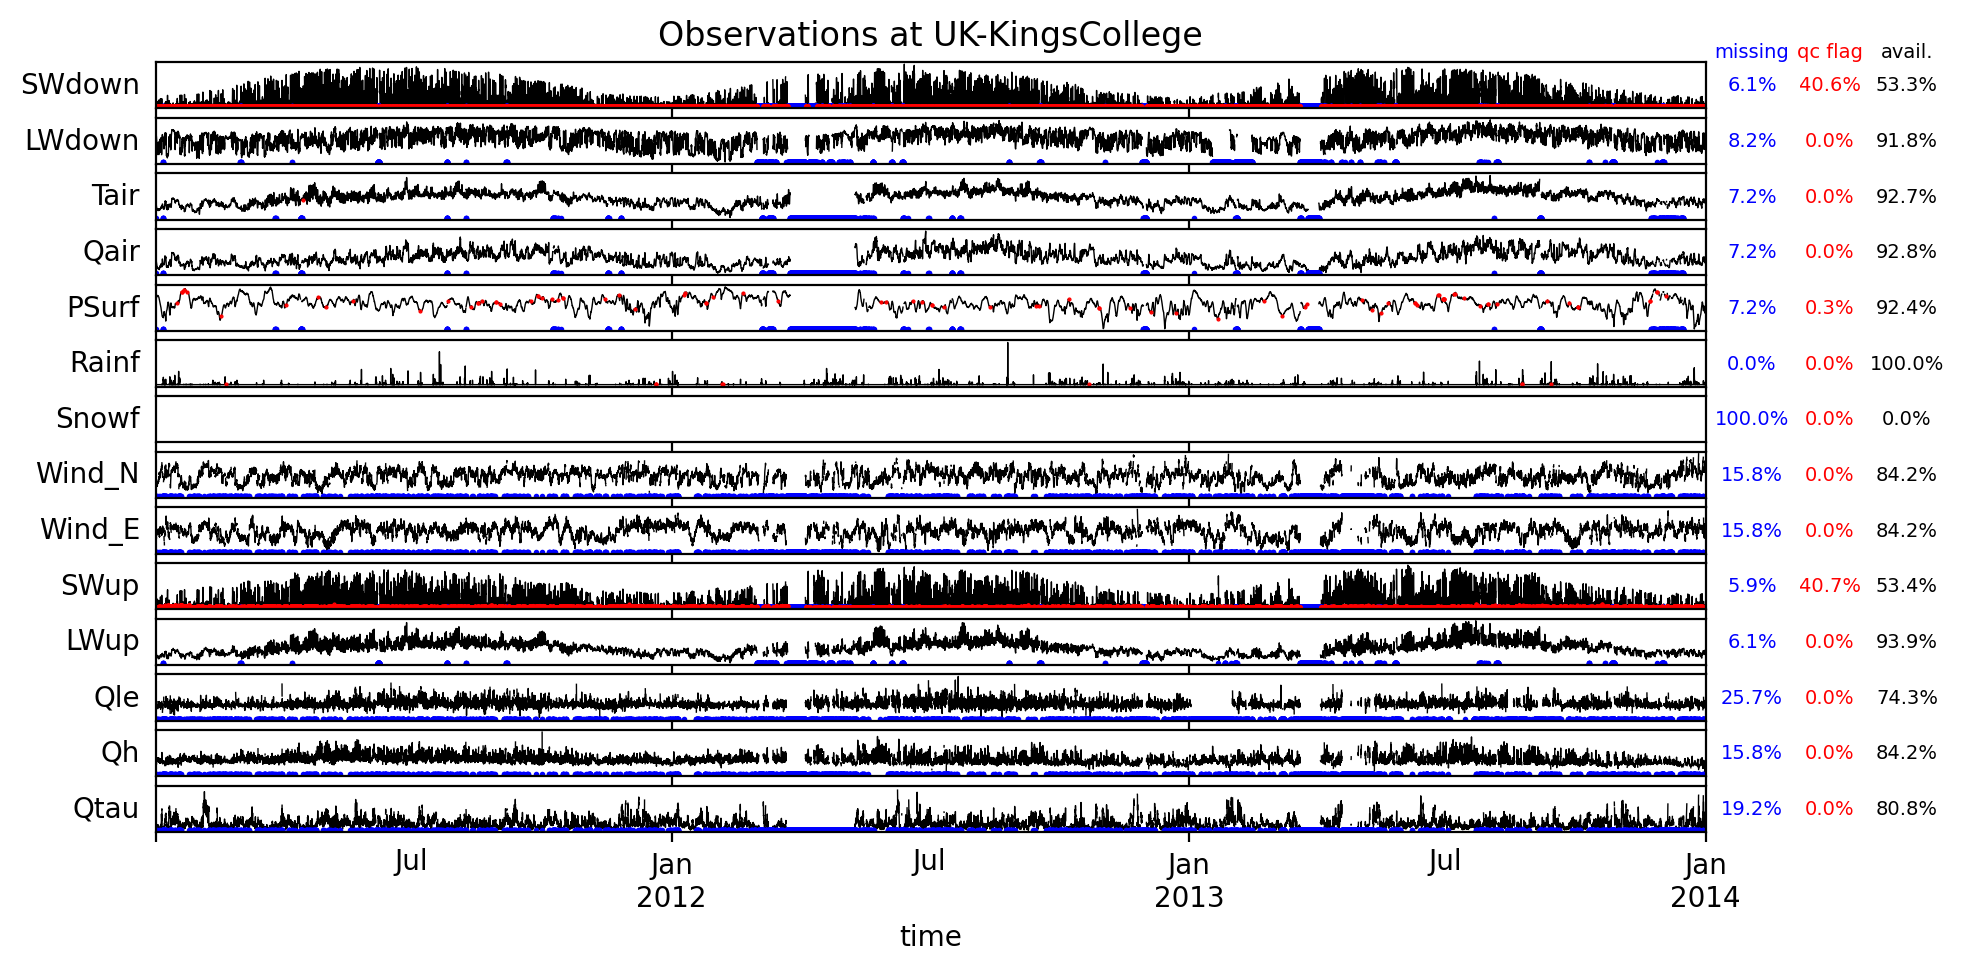 Observations at UK-KingsCollege
missing qc flag avail.
SWdown 6.1% 40.6% 53.3%
LWdown 8.2% 0.0% 91.8%
Tair 7.2% 0.0% 92.7%
Qair 7.2% 0.0% 92.8%
PSurf 7.2% 0.3% 92.4%
Rainf 0.0% 0.0% 100.0%
Snowf 100.0% 0.0% 0.0%
Wind_N 15.8% 0.0% 84.2%
Wind_E 15.8% 0.0% 84.2%
SWup 5.9% 40.7% 53.4%
LWup 6.1% 0.0% 93.9%
Qle 25.7% 0.0% 74.3%
Qh 15.8% 0.0% 84.2%
Qtau 19.2% 0.0% 80.8%
Jul Jan Jul Jan Jul Jan
2012 2013 2014
time